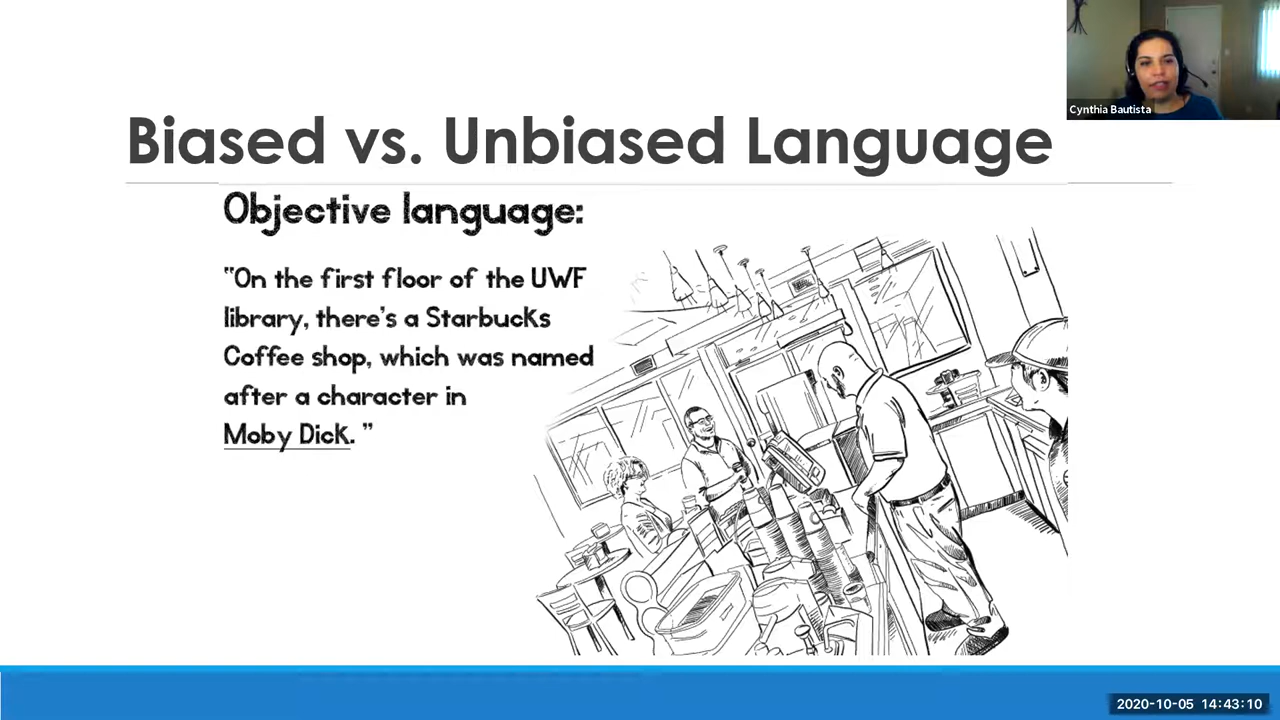 Cynthia Bautista
Biased vs. Unbiased Language
Objective language:
"On the first floor of the UWF
library, there's a Starbucks
Coffee shop, which was named
after a character in
Moby Dick. "
2020-10-05 14:43:10